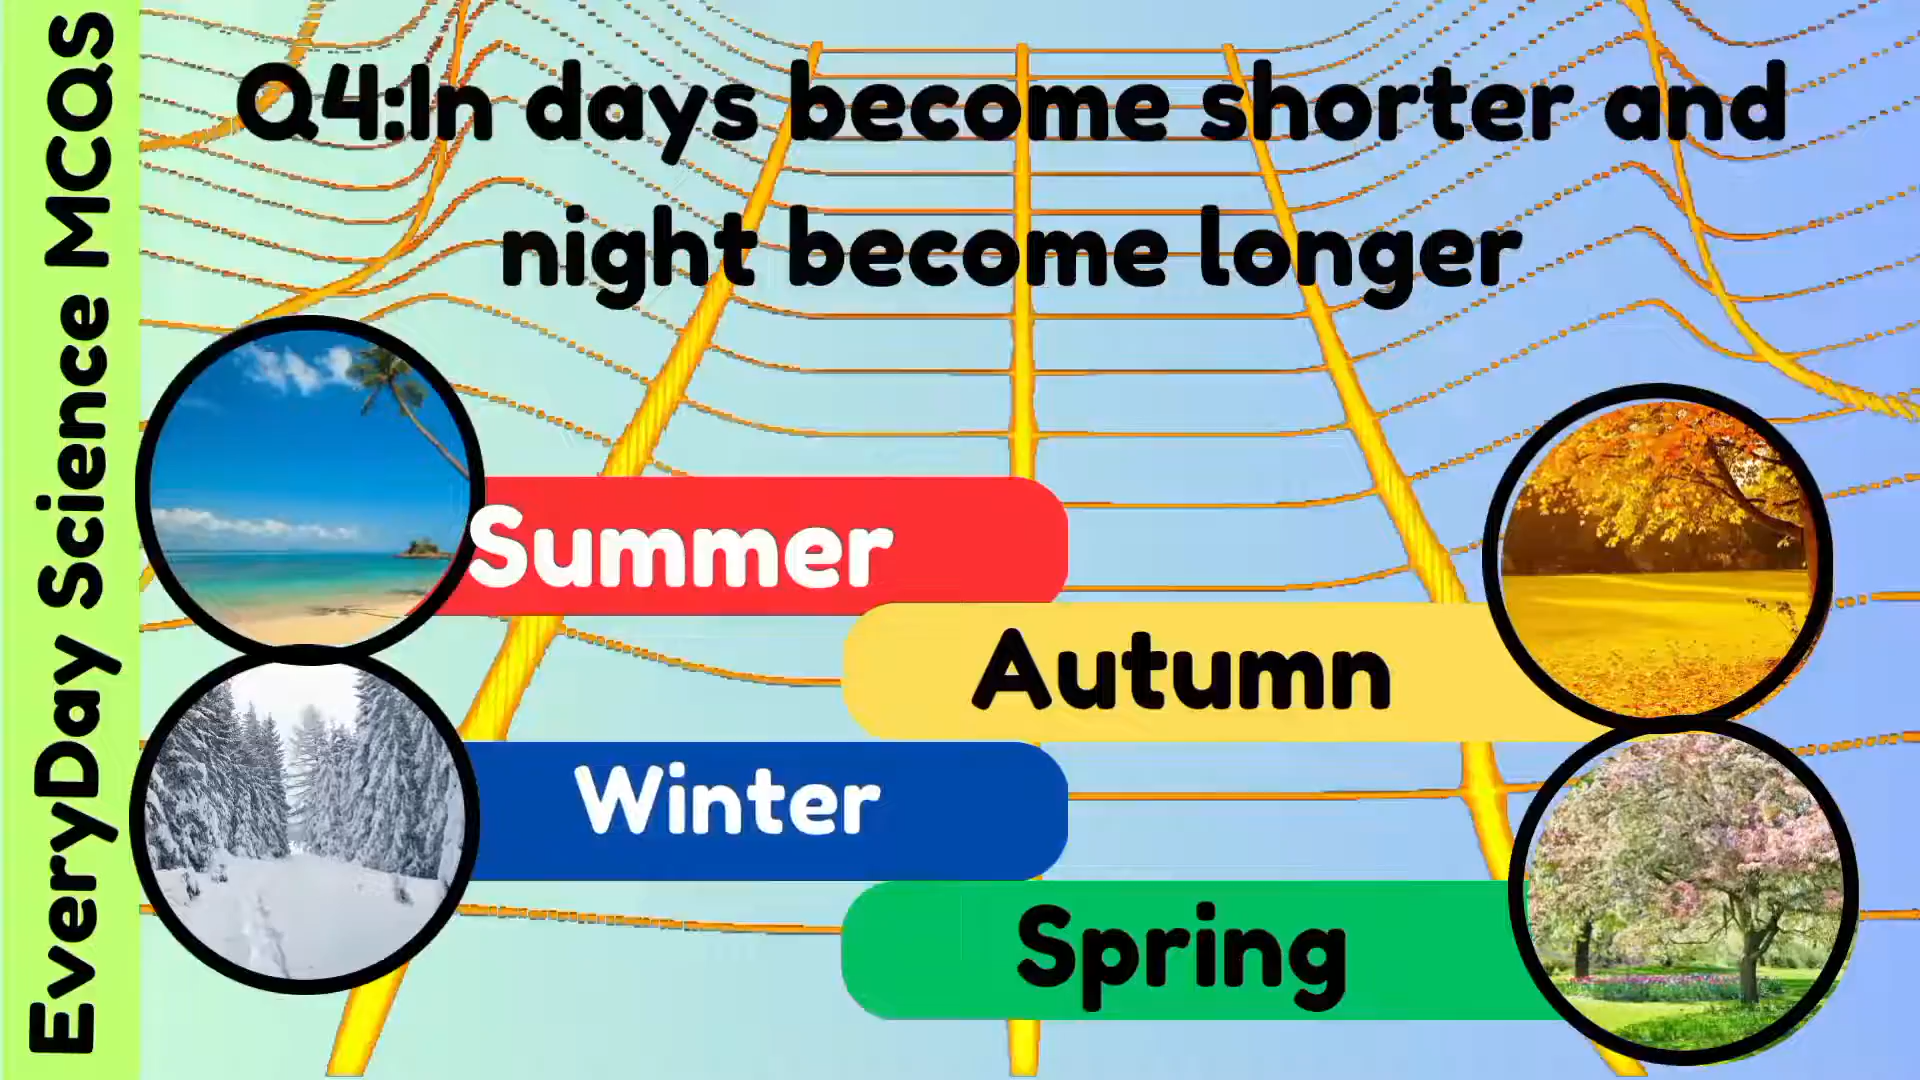 EveryDay Science MCQS
Q4:In days become shorter and
night become longer
Summer
Autumn
Winter
Spring